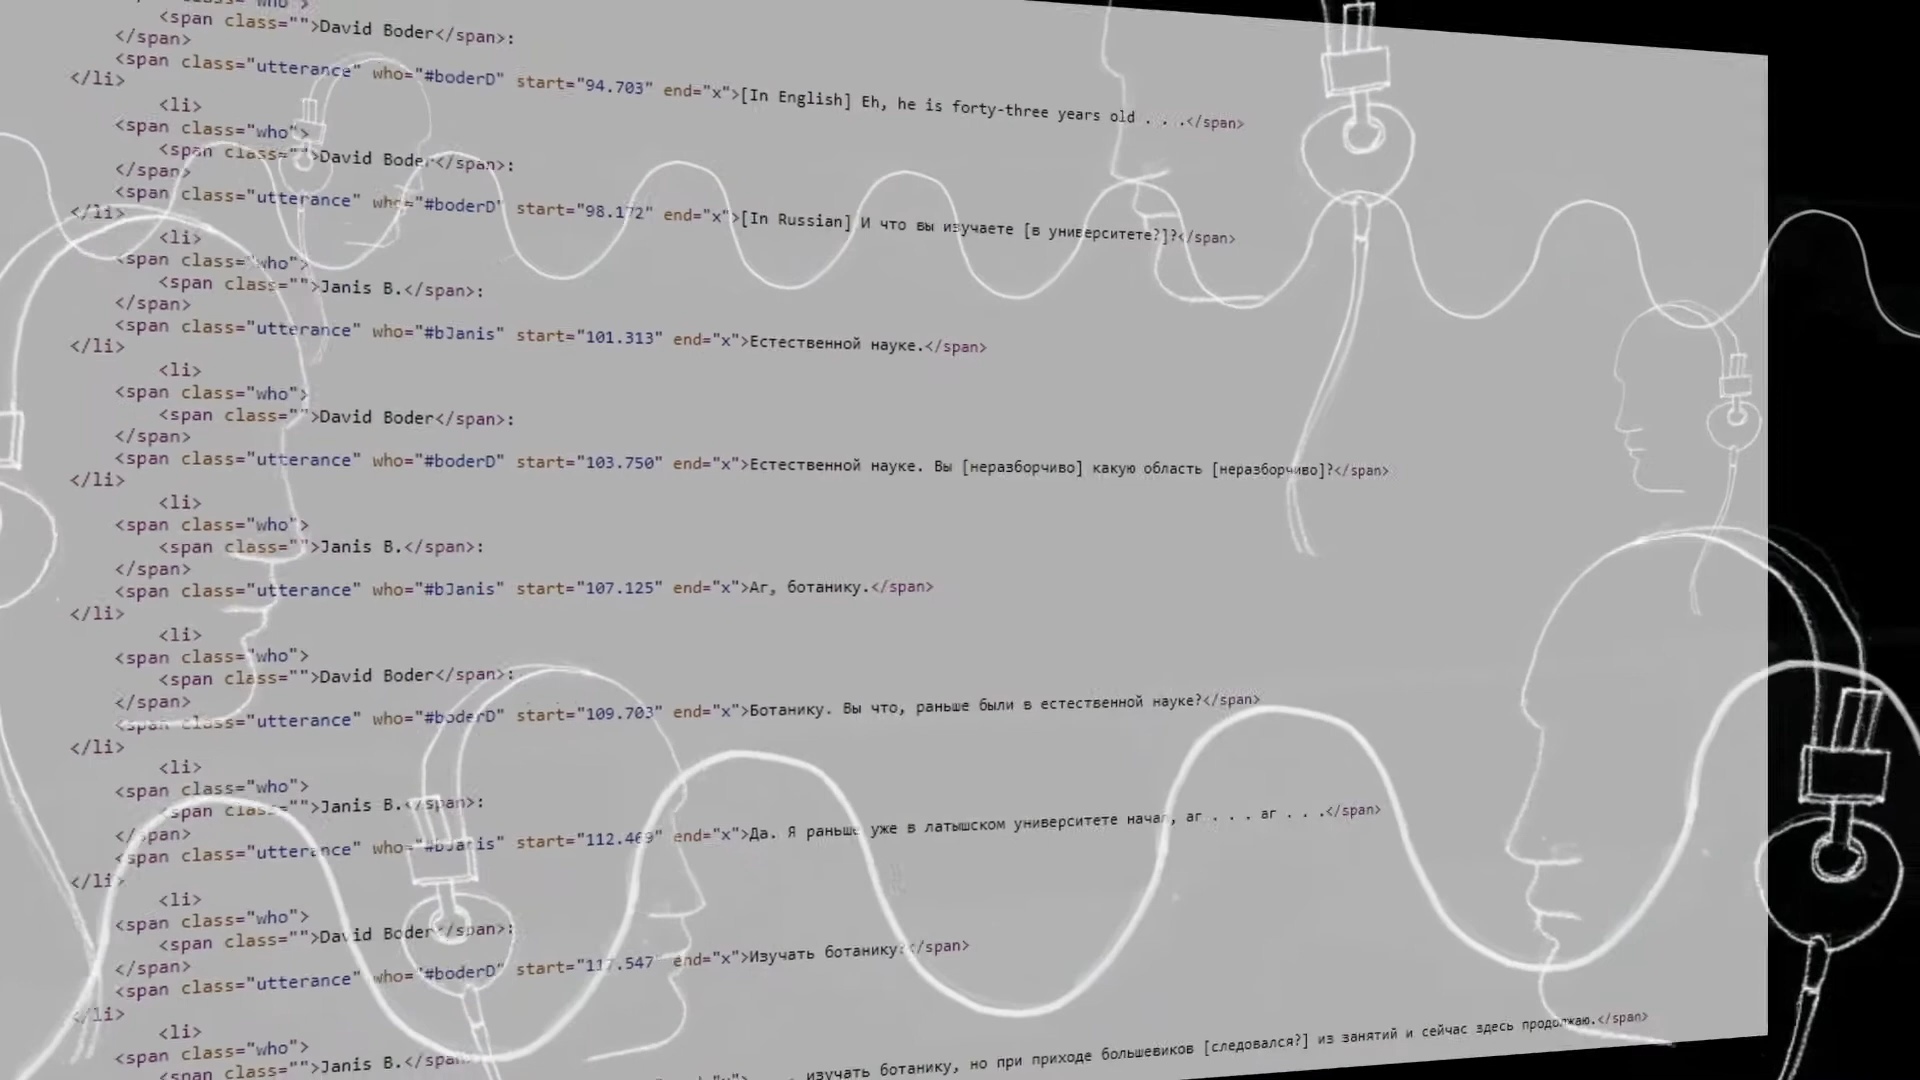 <span class="">David Boder</span>:
</span>
<span class="utterance" who="#boderD" start="94.703" end="x">[In English] Eh, he is forty-three years old . . .</span>
</li>
<li>
<span class="who">
<span class="">David Boder</span>:
</span>
<span class="utterance" who="#boderD" start="98.172" end="x">[In Russian] И что вы изучаете [в университете?]?</span>
</li>
<li>
<span class="who">
<span class="">Janis B.</span>:
</span>
<span class="utterance" who="#bJanis" start="101.313" end="x">Естественной науке.</span>
</li>
<li>
<span class="who">
<span class="">David Boder</span>:
</span>
<span class="utterance" who="#boderD" start="103.750" end="x">Естественной науке. Вы [неразборчиво] какую область [неразборчиво]?</span>
</li>
<li>
<span class="who">
<span class="">Janis B.</span>:
</span>
<span class="utterance" who="#bJanis" start="107.125" end="x">Аг, ботанику.</span>
</li>
<li>
<span class="who">
<span class="">David Boder</span>:
</span>
<span class="utterance" who="#boderD" start="109.703" end="x">Ботанику. Вы что, раньше были в естественной науке?</span>
</li>
<li>
<span class="who">
<span class="">Janis B.</span>:
</span>
<span class="utterance" who="#bJanis" start="112.469" end="x">Да. Я раньше уже в латышском университете начал, аг . . . аг . . .</span>
</li>
<li>
<span class="who">
<span class="">David Boder</span>:
</span>
<span class="utterance" who="#boderD" start="117.547" end="x">Изучать ботанику.</span>
</li>
<li>
<span class="who">
<span class="">Janis B.</span>
изучать ботанику, но при приходе большевиков [следовался?] из занятий и сейчас здесь продолжаю.</span>